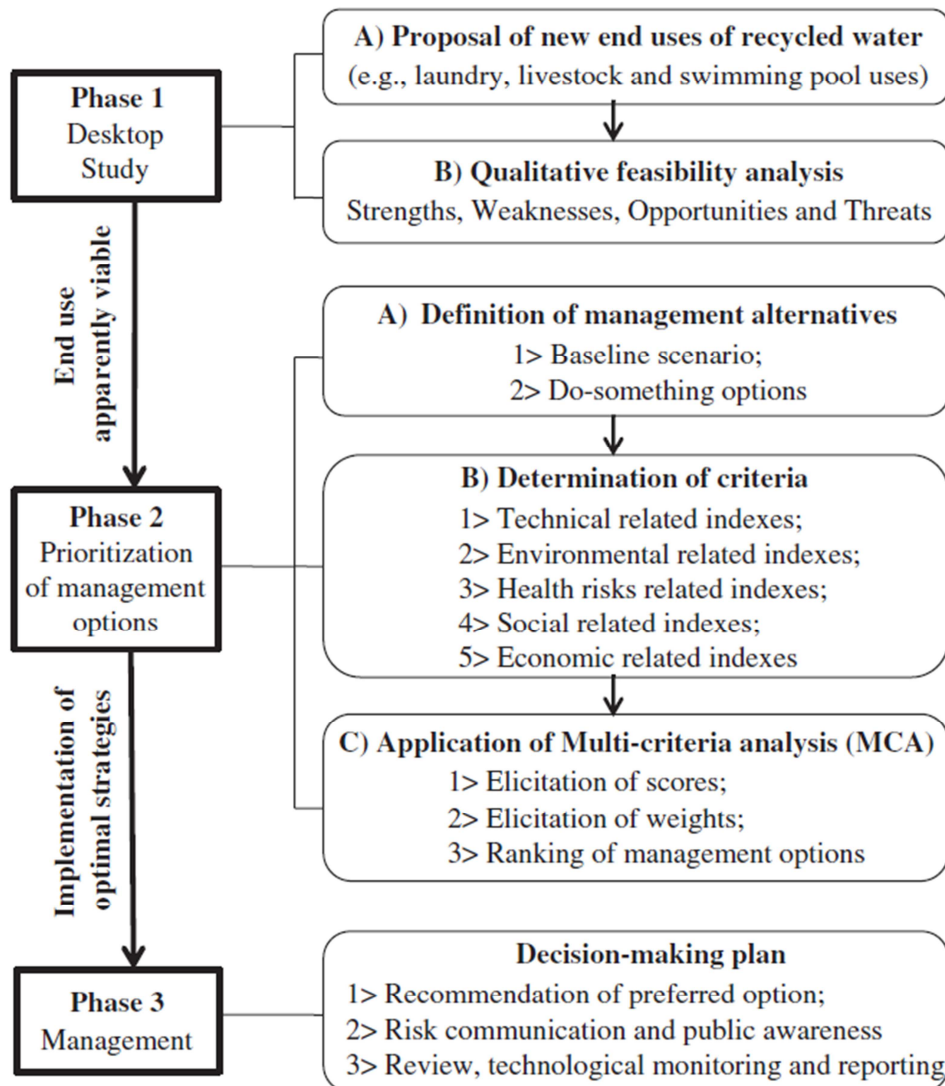 Phase 1
Desktop
Study
A) Proposal of new end uses of recycled water
(e.g., laundry, livestock and swimming pool uses)
B) Qualitative feasibility analysis
Strengths, Weaknesses, Opportunities and Threats
End use
apparently viable
Phase 2
Prioritization
of management
options
A) Definition of management alternatives
1> Baseline scenario;
2> Do-something options
B) Determination of criteria
1> Technical related indexes;
2> Environmental related indexes;
3> Health risks related indexes;
4> Social related indexes;
5> Economic related indexes
C) Application of Multi-criteria analysis (MCA)
1> Elicitation of scores;
2> Elicitation of weights;
3> Ranking of management options
Implementation of
optimal strategies
Phase 3
Management
Decision-making plan
1> Recommendation of preferred option;
2> Risk communication and public awareness
3> Review, technological monitoring and reporting